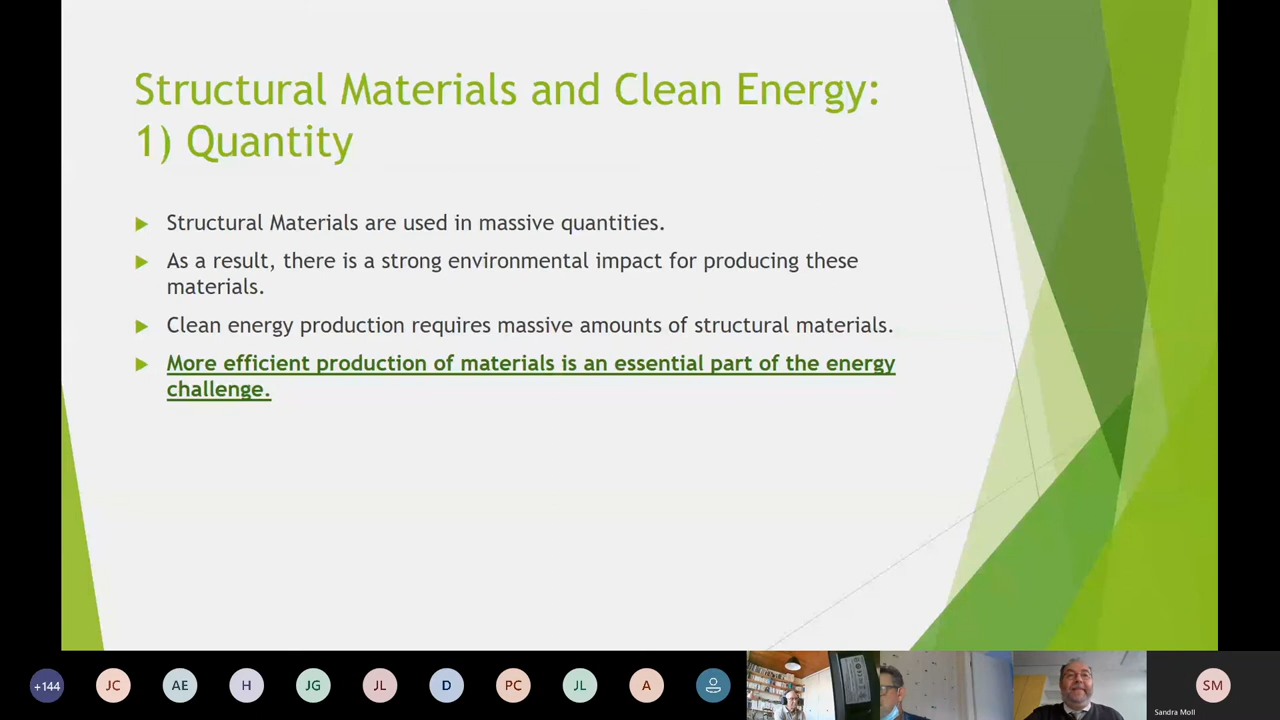 Structural Materials and Clean Energy:
1) Quantity
Structural Materials are used in massive quantities.
As a result, there is a strong environmental impact for producing these
materials.
Clean energy production requires massive amounts of structural materials.
More efficient production of materials is an essential part of the energy
challenge.
+144
JC
AE
H
JG
JL
D
PC
JL
A
SM
Sandra Moll